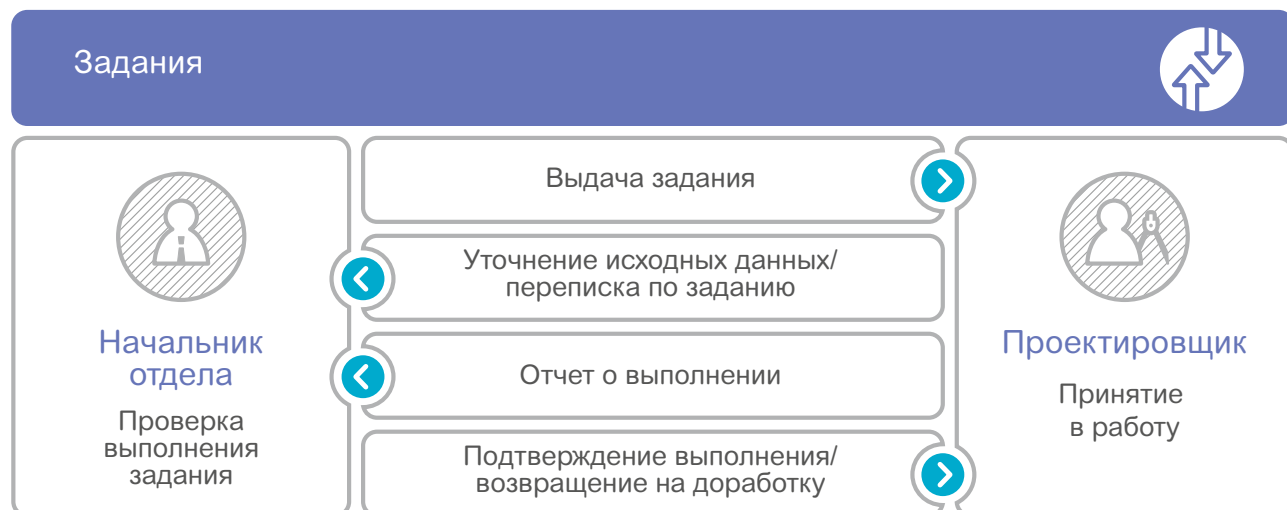 Задания
Начальник
отдела
Проверка
выполнения
задания
Выдача задания
Уточнение исходных данных/
переписка по заданию
Отчет о выполнении
Подтверждение выполнения/
возвращение на доработку
Проектировщик
Принятие
в работу